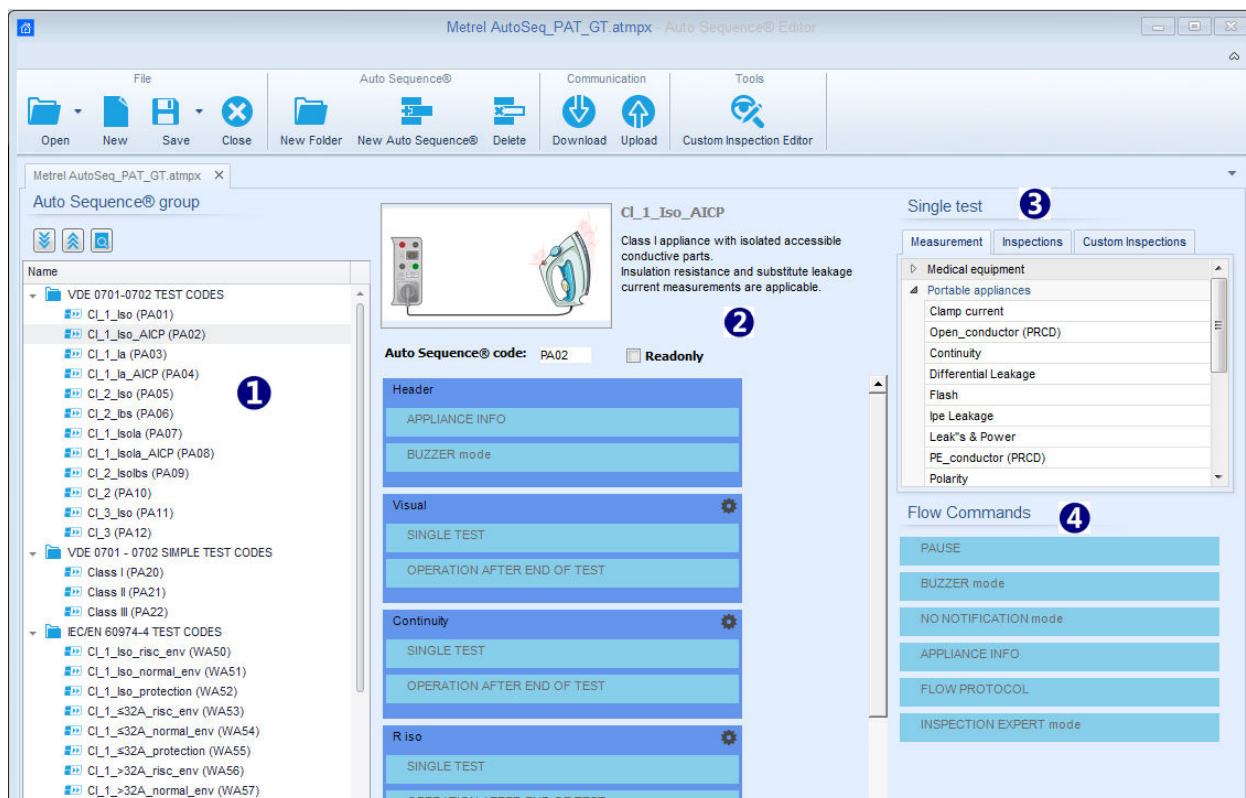 Metrel AutoSeq_PAT_GT.atmpx - Auto Sequence® Editor
File
Auto Sequence®
Communication
Tools
Open
New
Save
Close
New Folder
New Auto Sequence®
Delete
Download
Upload
Custom Inspection Editor
Metrel AutoSeq_PAT_GT.atmpx
Auto Sequence® group
Name
VDE 0701-0702 TEST CODES
Cl_1_Iso (PA01)
Cl_1_Iso_AICP (PA02)
Cl_1_Ia (PA03)
Cl_1_Ia_AICP (PA04)
Cl_2_Iso (PA05)
Cl_2_Ibs (PA06)
Cl_1_IsoIa (PA07)
Cl_1_IsoIa_AICP (PA08)
Cl_2_IsoIbs (PA09)
Cl_2 (PA10)
Cl_3_Iso (PA11)
Cl_3 (PA12)
VDE 0701 - 0702 SIMPLE TEST CODES
Class I (PA20)
Class II (PA21)
Class III (PA22)
IEC/EN 60974-4 TEST CODES
Cl_1_Iso_risc_env (WA50)
Cl_1_Iso_normal_env (WA51)
Cl_1_Iso_protection (WA52)
Cl_1_≤32A_risc_env (WA53)
Cl_1_≤32A_normal_env (WA54)
Cl_1_≤32A_protection (WA55)
Cl_1_>32A_risc_env (WA56)
Cl_1_>32A_normal_env (WA57)
1
Cl_1_Iso_AICP
Class I appliance with isolated accessible
conductive parts.
Insulation resistance and substitute leakage
current measurements are applicable.
2
Auto Sequence® code: PA02
Readonly
Header
APPLIANCE INFO
BUZZER mode
Visual
SINGLE TEST
OPERATION AFTER END OF TEST
Continuity
SINGLE TEST
OPERATION AFTER END OF TEST
R iso
SINGLE TEST
OPERATION AFTER END OF TEST
Single test
3
Measurement
Inspections
Custom Inspections
Medical equipment
Portable appliances
Clamp current
Open_conductor (PRCD)
Continuity
Differential Leakage
Flash
Ipe Leakage
Leak"s & Power
PE_conductor (PRCD)
Polarity
Flow Commands
4
PAUSE
BUZZER mode
NO NOTIFICATION mode
APPLIANCE INFO
FLOW PROTOCOL
INSPECTION EXPERT mode